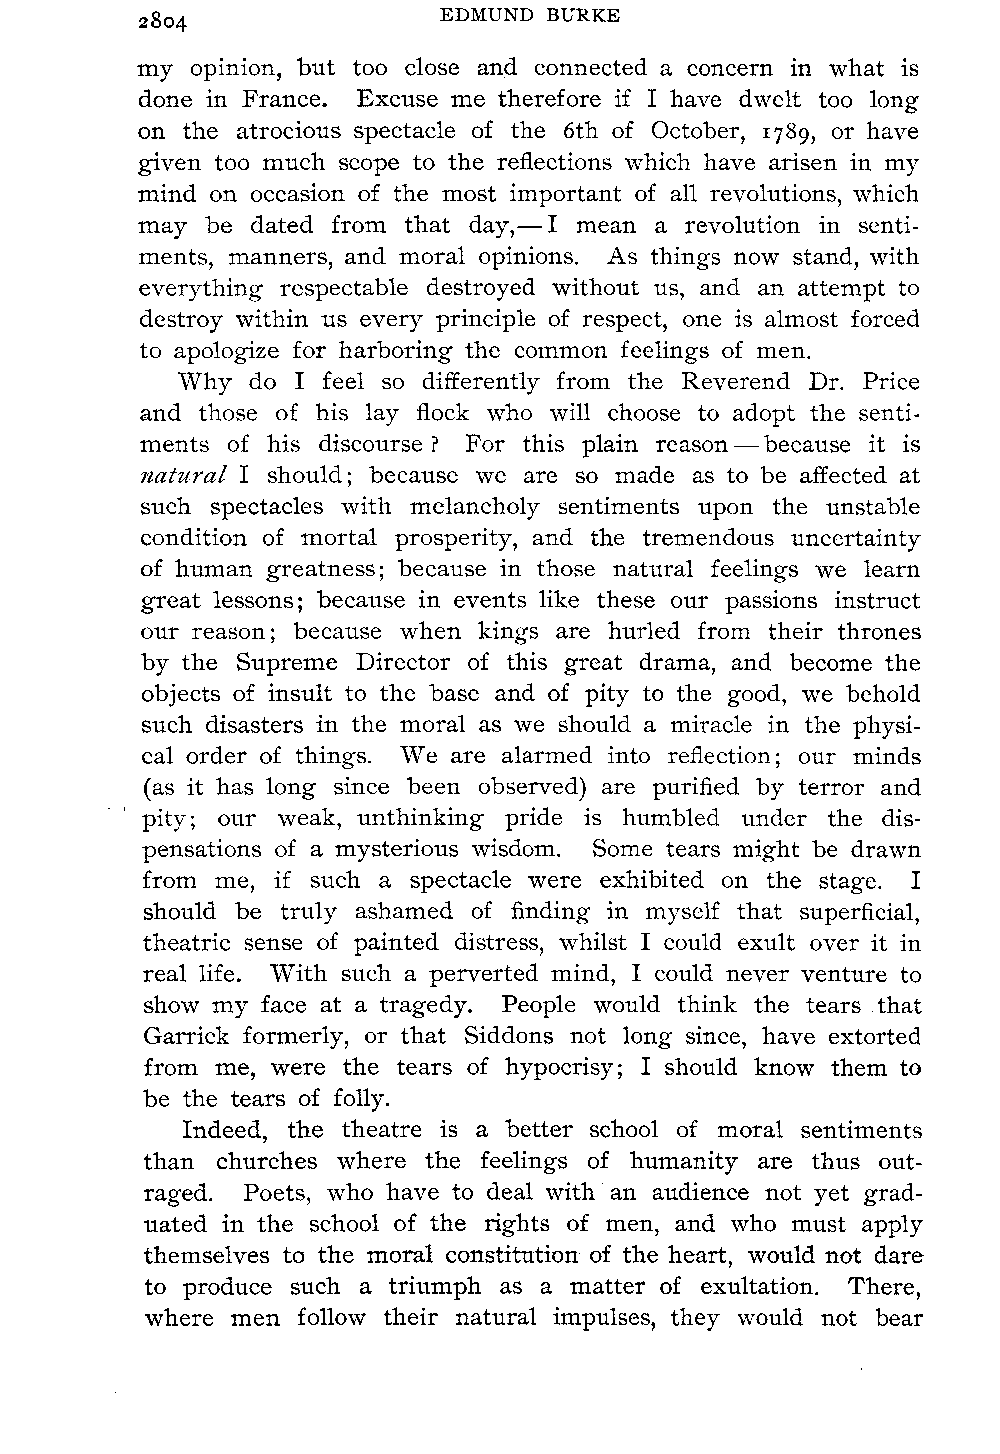 2804
EDMUND BURKE
my opinion, but too close and connected a concern in what is
done in France. Excuse me therefore if I have dwelt too long
on the atrocious spectacle of the 6th of October, 1789, or have
given too much scope to the reflections which have arisen in my
mind on occasion of the most important of all revolutions, which
may be dated from that day,—I mean a revolution in senti-
ments, manners, and moral opinions. As things now stand, with
everything respectable destroyed without us, and an attempt to
destroy within us every principle of respect, one is almost forced
to apologize for harboring the common feelings of men.
Why do I feel so differently from the Reverend Dr. Price
and those of his lay flock who will choose to adopt the senti-
ments of his discourse? For this plain reason—because it is
natural I should; because we are so made as to be affected at
such spectacles with melancholy sentiments upon the unstable
condition of mortal prosperity, and the tremendous uncertainty
of human greatness; because in those natural feelings we learn
great lessons; because in events like these our passions instruct
our reason; because when kings are hurled from their thrones
by the Supreme Director of this great drama, and become the
objects of insult to the base and of pity to the good, we behold
such disasters in the moral as we should a miracle in the physi-
cal order of things. We are alarmed into reflection; our minds
(as it has long since been observed) are purified by terror and
pity; our weak, unthinking pride is humbled under the dis-
pensations of a mysterious wisdom. Some tears might be drawn
from me, if such a spectacle were exhibited on the stage. I
should be truly ashamed of finding in myself that superficial,
theatric sense of painted distress, whilst I could exult over it in
real life. With such a perverted mind, I could never venture to
show my face at a tragedy. People would think the tears that
Garrick formerly, or that Siddons not long since, have extorted
from me, were the tears of hypocrisy; I should know them to
be the tears of folly.
Indeed, the theatre is a better school of moral sentiments
than churches where the feelings of humanity are thus out-
raged. Poets, who have to deal with an audience not yet grad-
uated in the school of the rights of men, and who must apply
themselves to the moral constitution of the heart, would not dare
to produce such a triumph as a matter of exultation. There,
where men follow their natural impulses, they would not bear